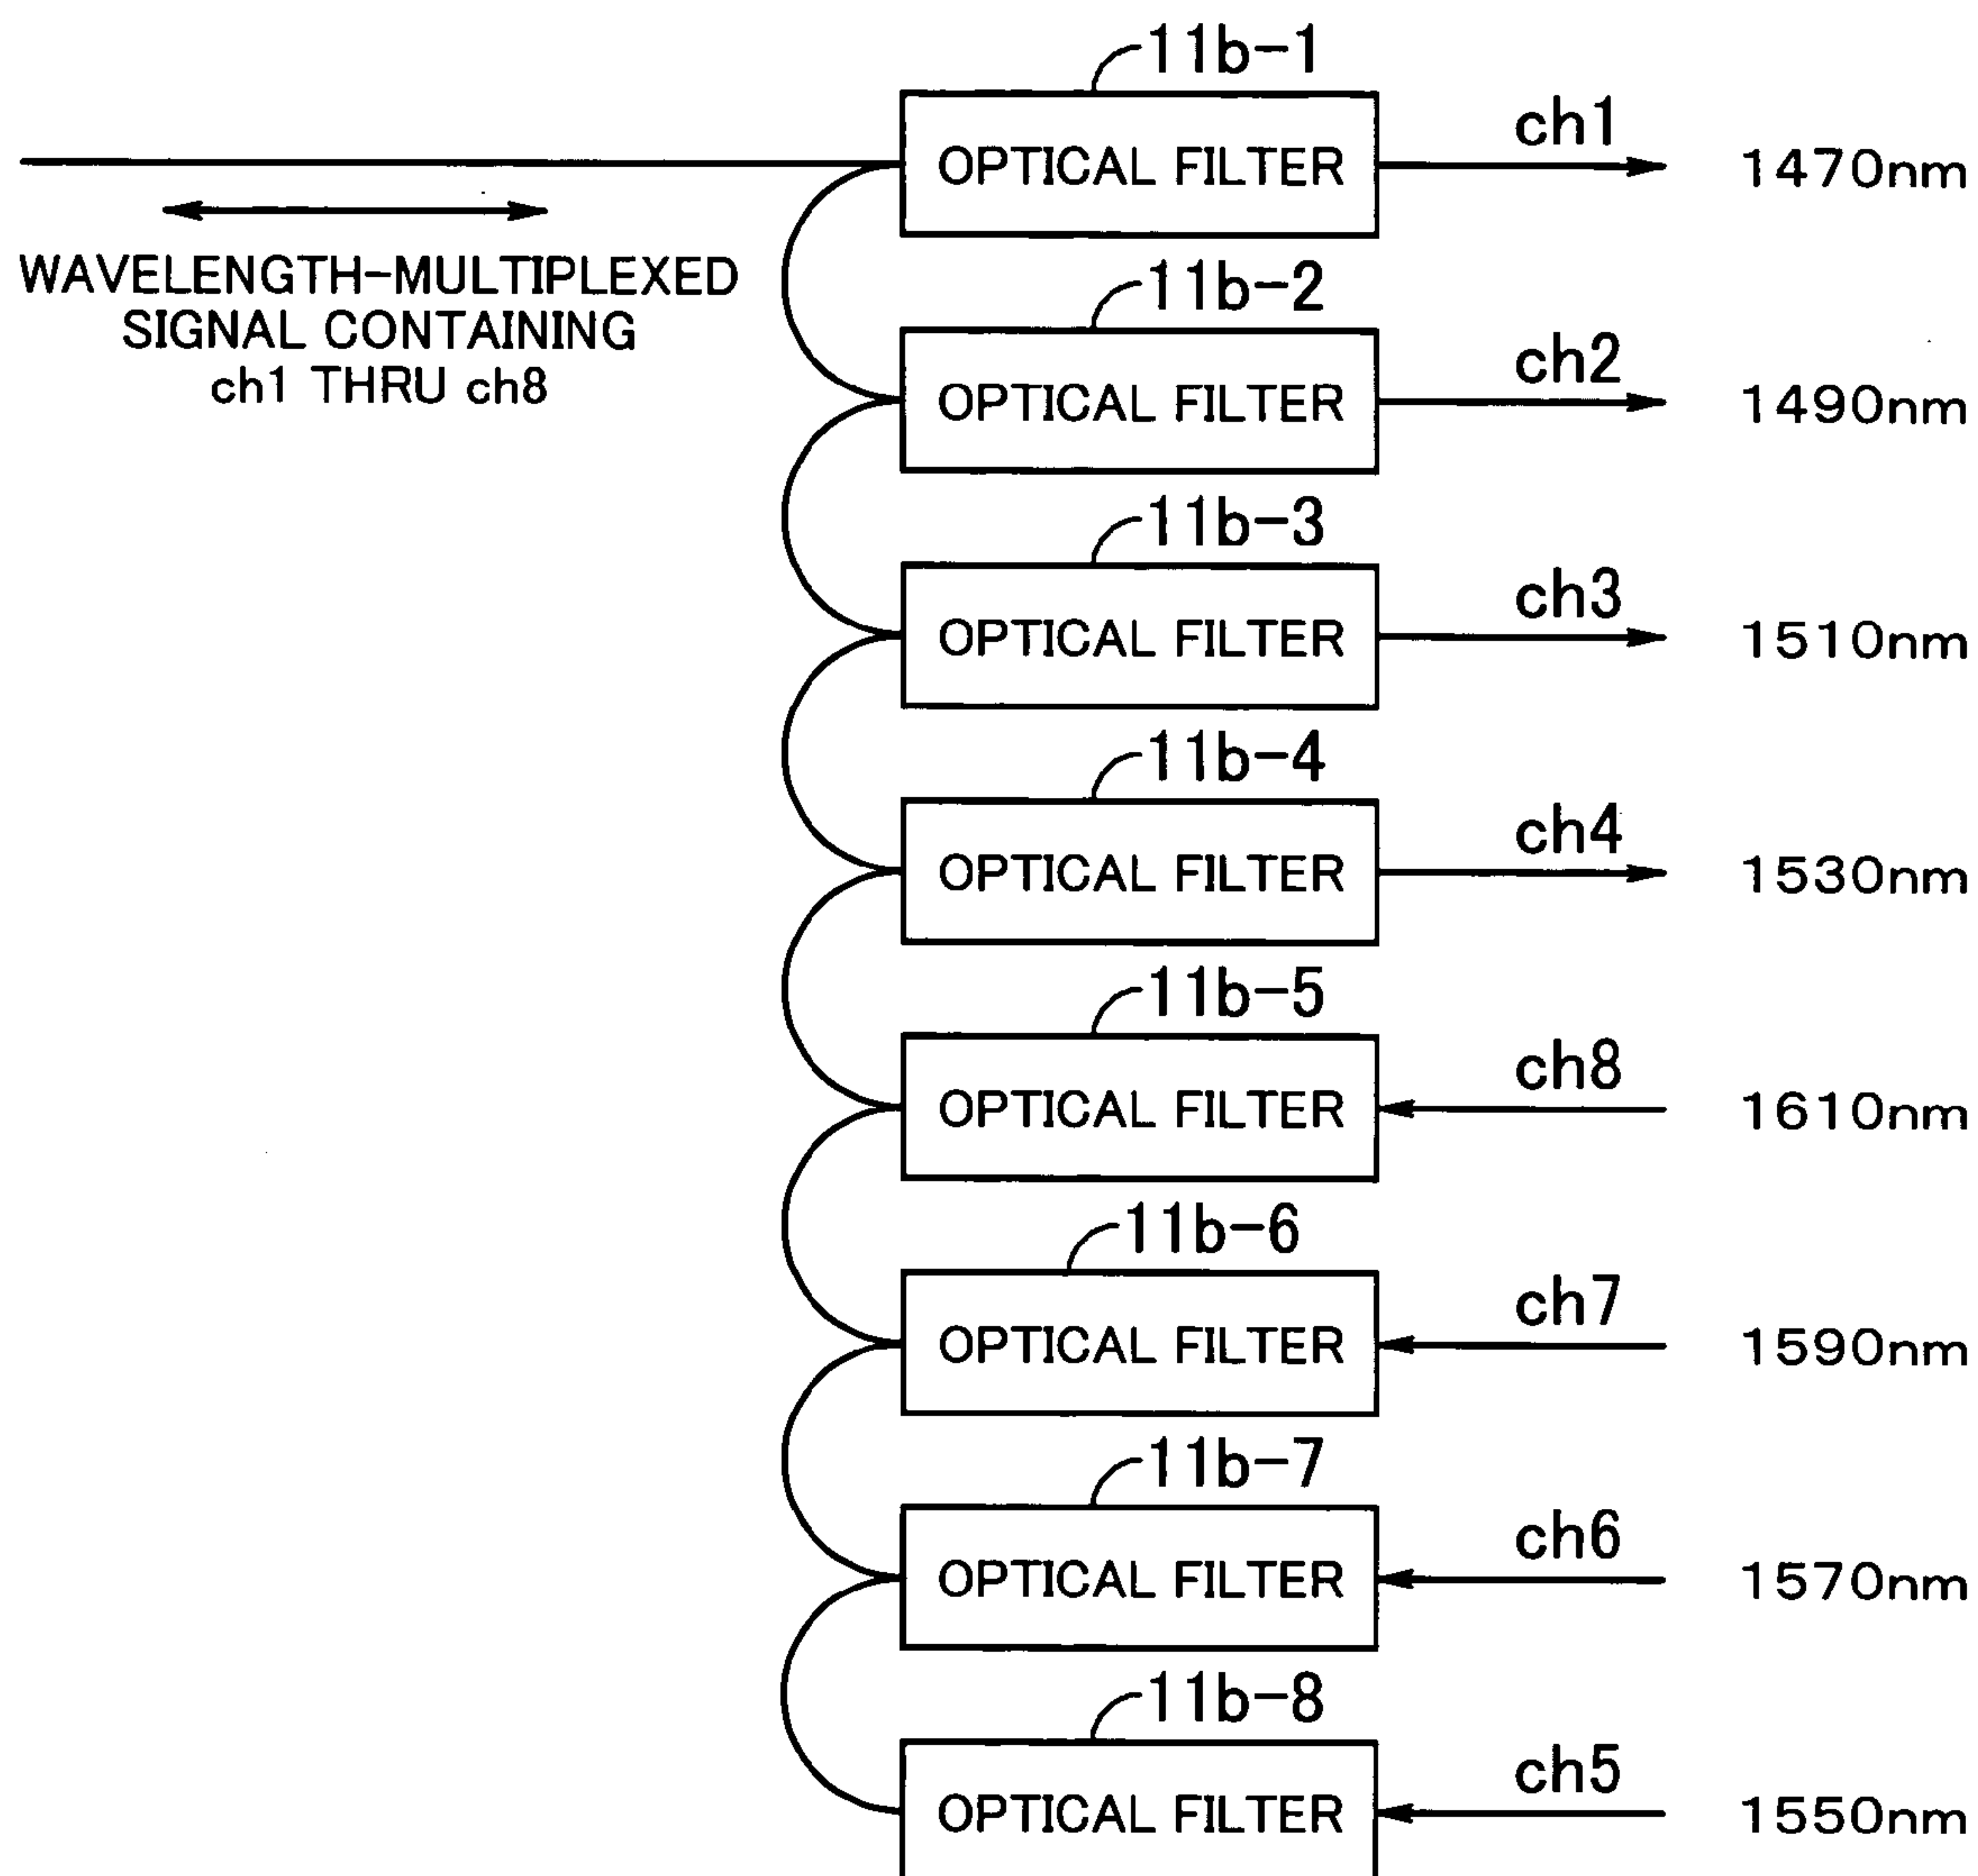 11b-1
OPTICAL FILTER
ch1
1470nm
WAVELENGTH-MULTIPLEXED
SIGNAL CONTAINING
ch1 THRU ch8
11b-2
OPTICAL FILTER
ch2
1490nm
11b-3
OPTICAL FILTER
ch3
1510nm
11b-4
OPTICAL FILTER
ch4
1530nm
11b-5
OPTICAL FILTER
ch8
1610nm
11b-6
OPTICAL FILTER
ch7
1590nm
11b-7
OPTICAL FILTER
ch6
1570nm
11b-8
OPTICAL FILTER
ch5
1550nm